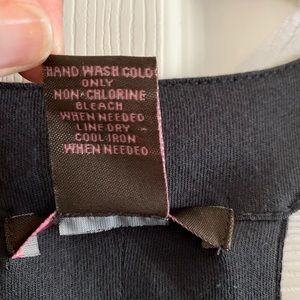 HAND WASH COLD
ONLY
NON-CHLORINE
BLEACH
WHEN NEEDED
LINE DRY
COOL IRON
WHEN NEEDED